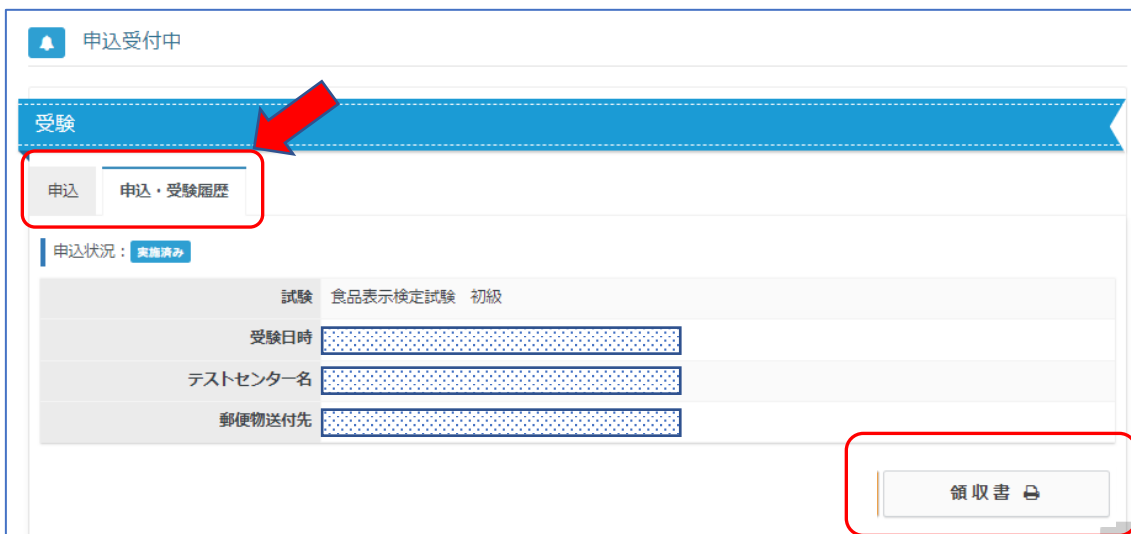 申込受付中
受験
申込 申込・受験履歴
申込状況： 実施済み
試験 食品表示検定試験 初級
受験日時
テストセンター名
郵便物送付先
領収書